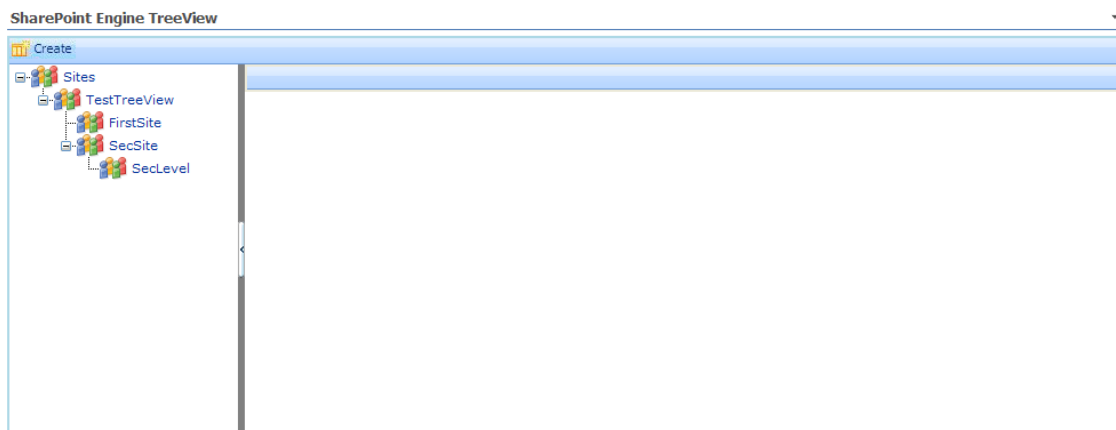 SharePoint Engine TreeView
Create
Sites
TestTreeView
FirstSite
SecSite
SecLevel